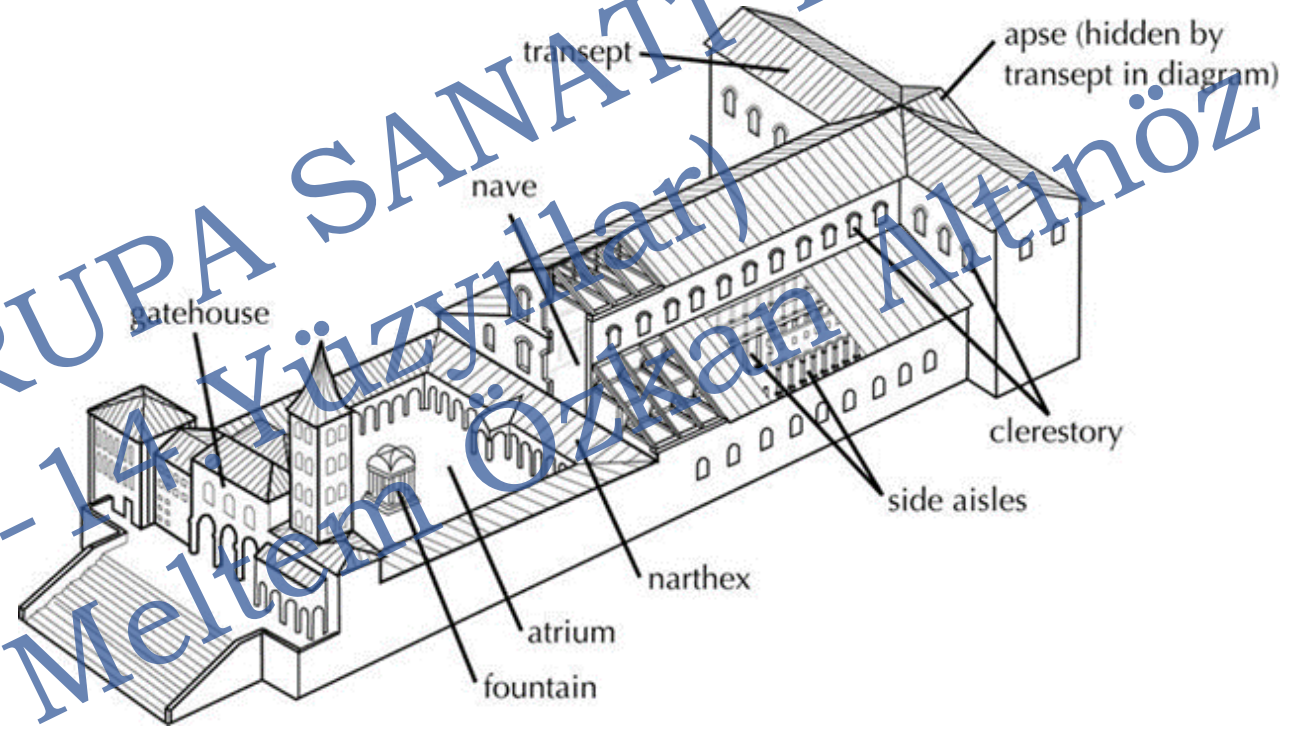 transept
apse (hidden by
transept in diagram)
nave
gatehouse
clerestory
side aisles
narthex
atrium
fountain
RUPA SANATI
-14. Yüzyıllar)
Meltem Özkan Altınöz